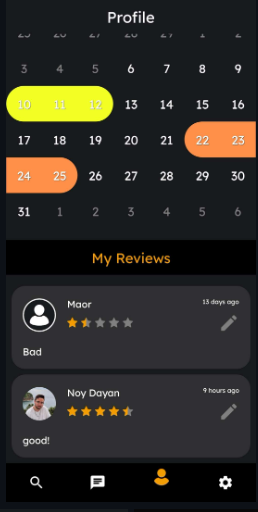 Profile
3 4 5 6 7 8 9
10 11 12 13 14 15 16
17 18 19 20 21 22 23
24 25 26 27 28 29 30
31 1 2 3 4 5 6
My Reviews
Maor 13 days ago
Bad
Noy Dayan 9 hours ago
good!